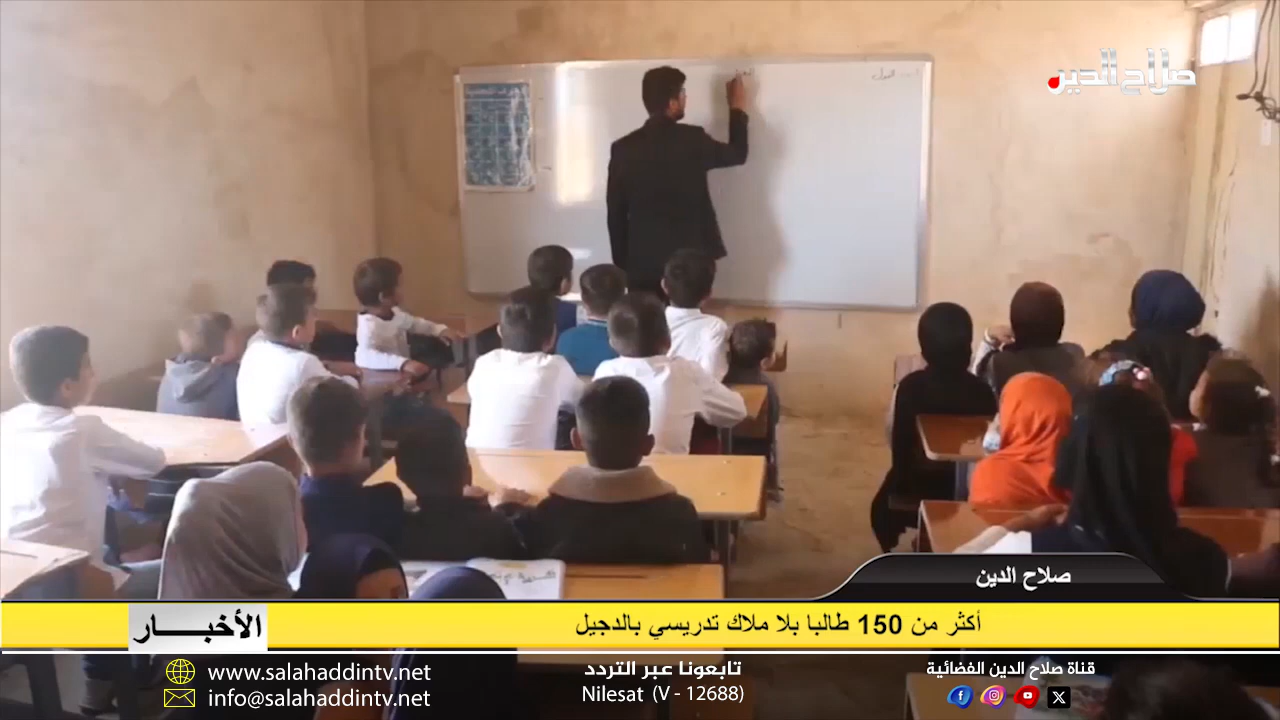 صلاح الدين
صلاح الدين
أكثر من 150 طالبا بلا ملاك تدريسي بالدجيل
الأخبـــار
قناة صلاح الدين الفضائية
تابعونا عبر التردد
Nilesat (V - 12688)
www.salahaddintv.net
info@salahaddintv.net